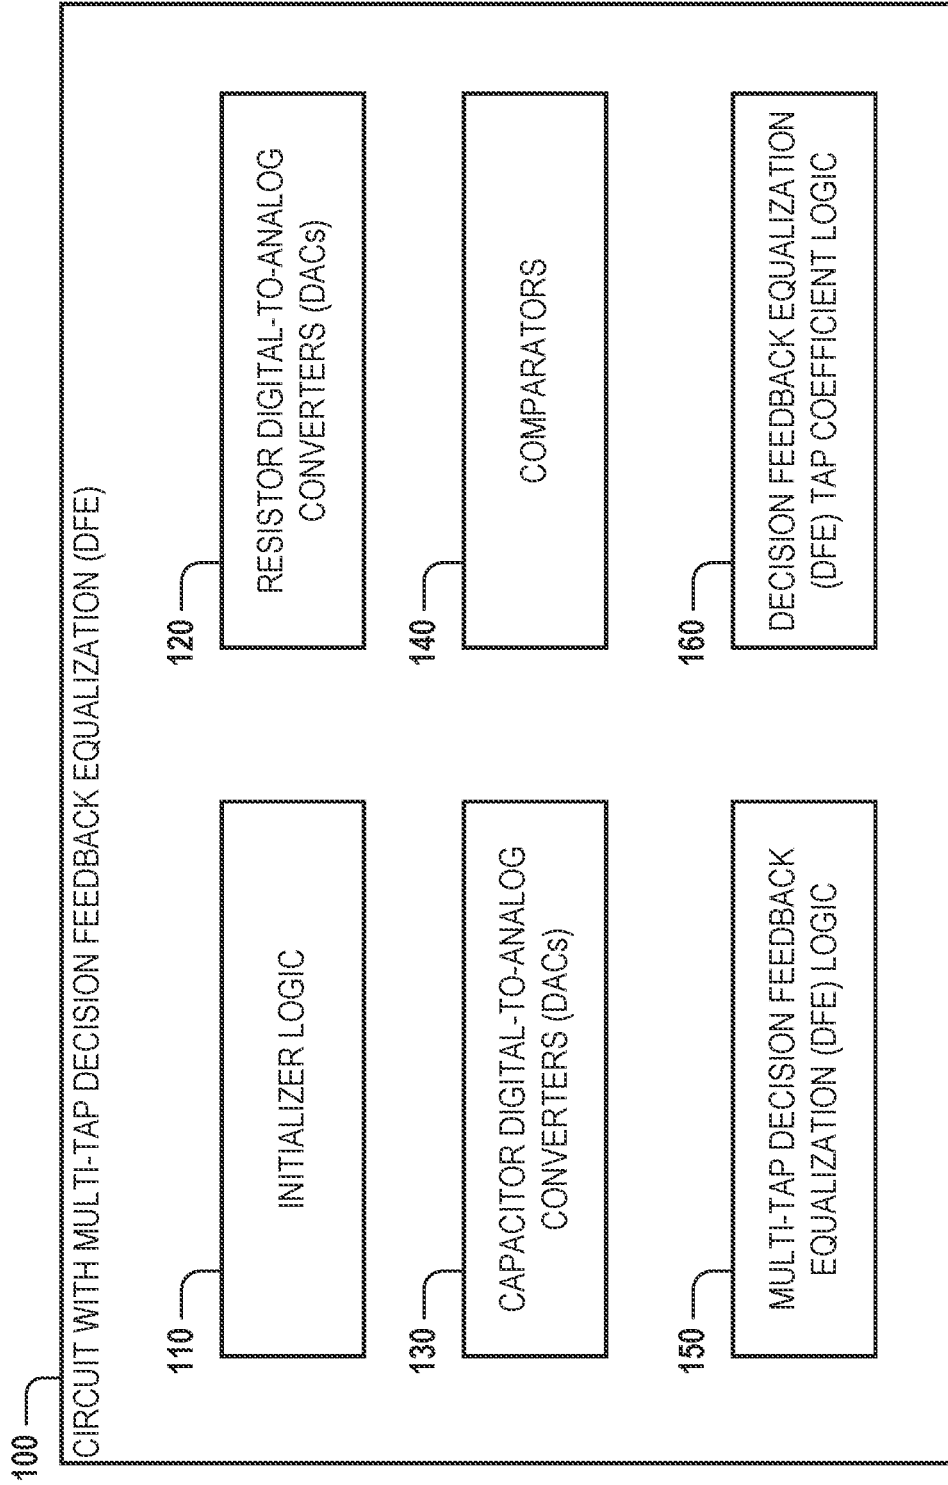 100
CIRCUIT WITH MULTI-TAP DECISION FEEDBACK EQUALIZATION (DFE)
110
INITIALIZER LOGIC
120
RESISTOR DIGITAL-TO-ANALOG
CONVERTERS (DACs)
130
CAPACITOR DIGITAL-TO-ANALOG
CONVERTERS (DACs)
140
COMPARATORS
150
MULTI-TAP DECISION FEEDBACK
EQUALIZATION (DFE) LOGIC
160
DECISION FEEDBACK EQUALIZATION
(DFE) TAP COEFFICIENT LOGIC